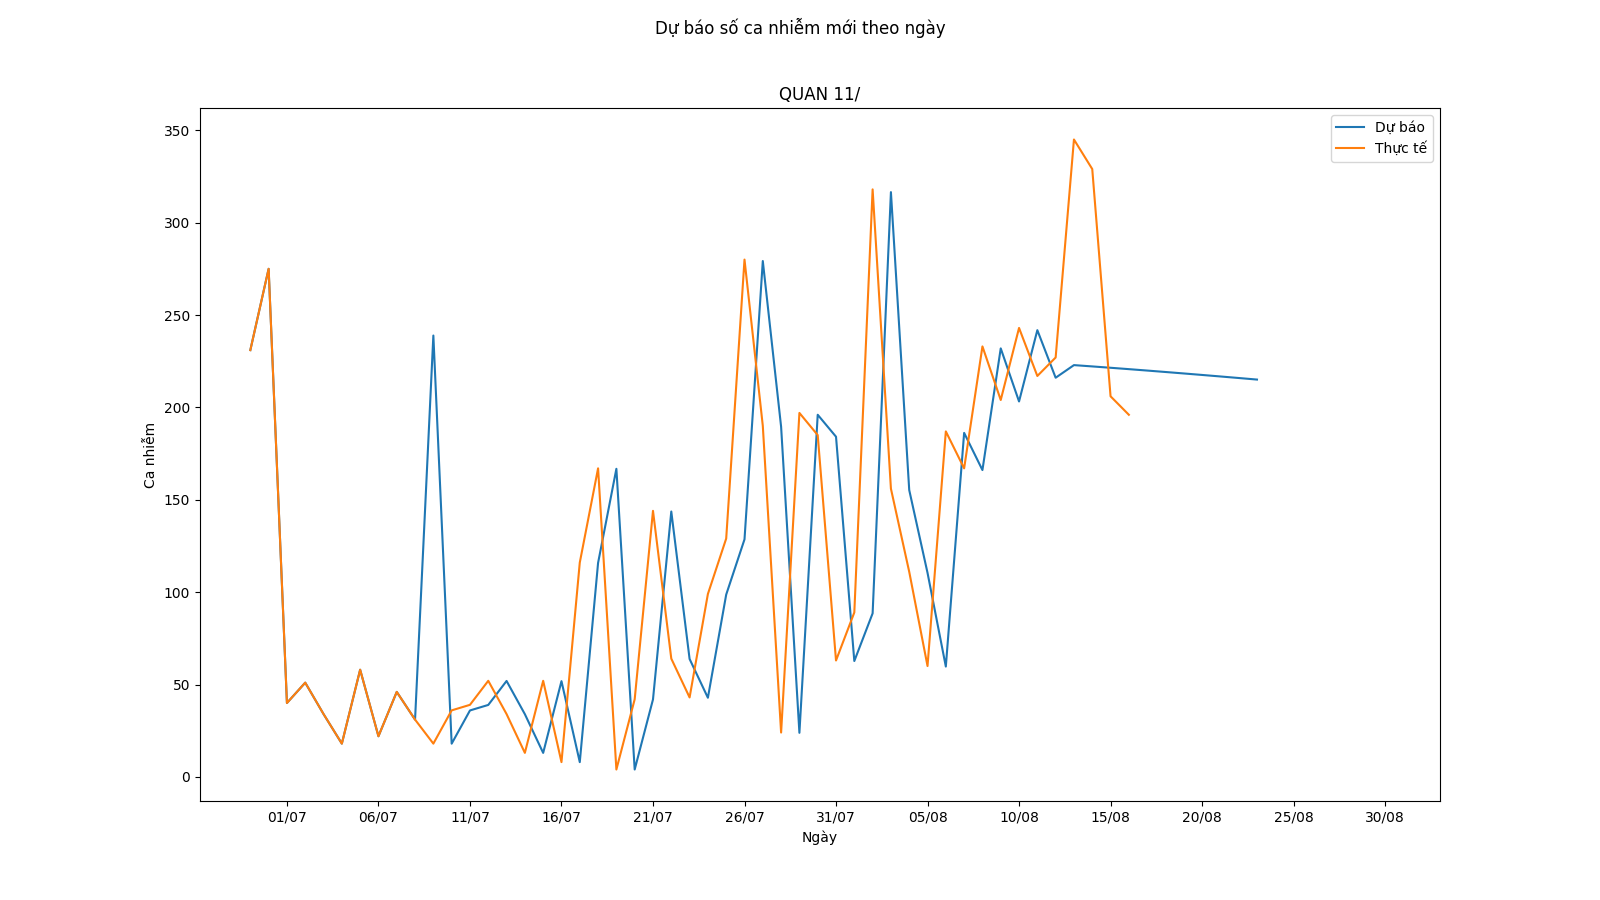 Dự báo số ca nhiễm mới theo ngày
QUAN 11/
Dự báo
Thực tế
350
300
250
200
150
100
50
0
Ca nhiễm
01/07 06/07 11/07 16/07 21/07 26/07 31/07 05/08 10/08 15/08 20/08 25/08 30/08
Ngày